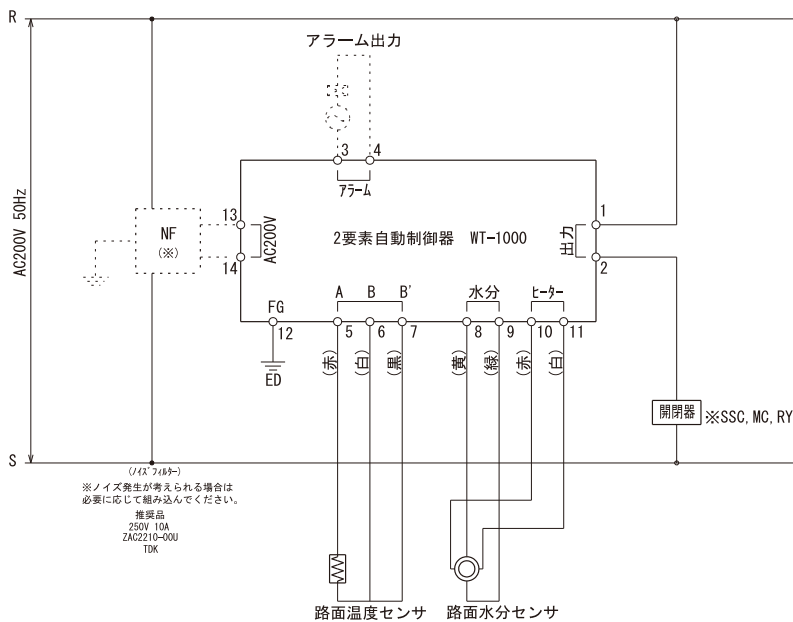 R
アラーム出力
3 4
アラーム
AC200V 50Hz
13
NF
(※)
AC200V
14
2要素自動制御器 WT-1000
1
出力
2
FG
A B B'
水分
ヒーター
12
5 6 7 8 9 10 11
ED
(赤) (白) (黒) (黄) (緑) (赤) (白)
開閉器 ※SSC, MC, RY
S
(ノイズフィルター)
※ノイズ発生が考えられる場合は
必要に応じて組み込んでください。
推奨品
250V 10A
ZAC2210-00U
TDK
路面温度センサ 路面水分センサ